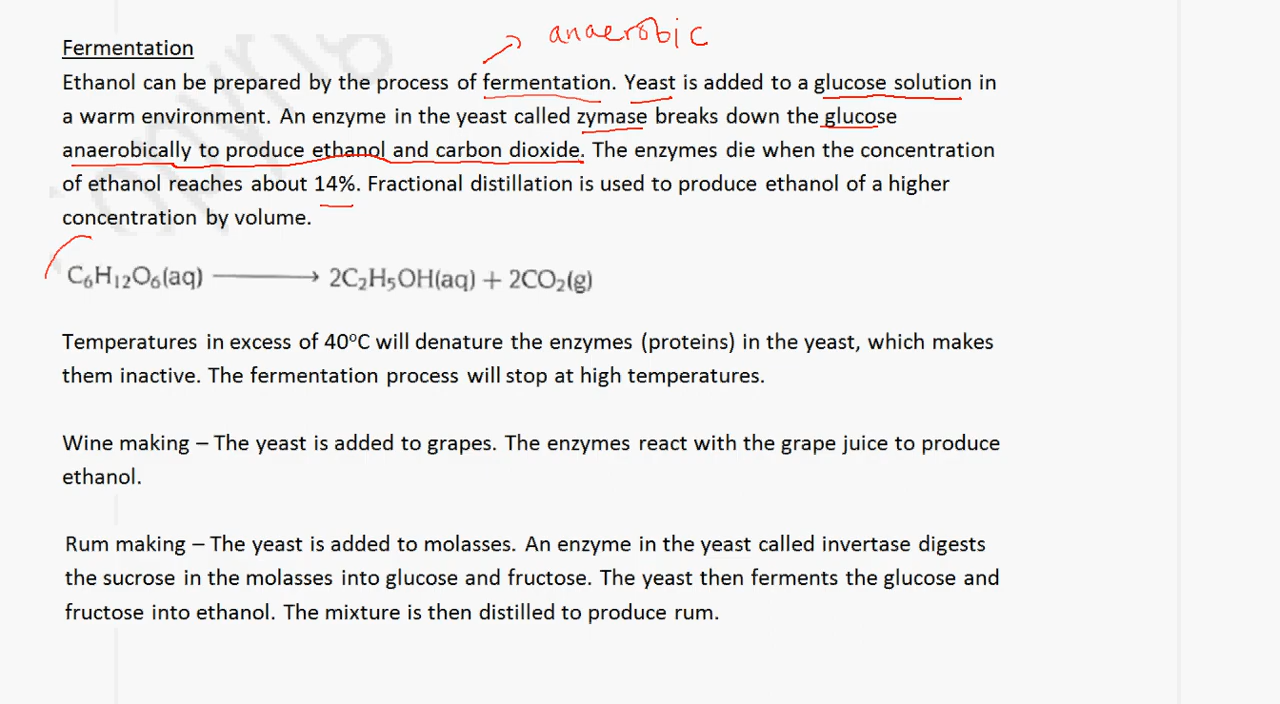 anaerobic
Fermentation
Ethanol can be prepared by the process of fermentation. Yeast is added to a glucose solution in
a warm environment. An enzyme in the yeast called zymase breaks down the glucose
anaerobically to produce ethanol and carbon dioxide. The enzymes die when the concentration
of ethanol reaches about 14%. Fractional distillation is used to produce ethanol of a higher
concentration by volume.
C₆H₁₂O₆(aq) ⟶ 2C₂H₅OH(aq) + 2CO₂(g)
Temperatures in excess of 40°C will denature the enzymes (proteins) in the yeast, which makes
them inactive. The fermentation process will stop at high temperatures.
Wine making – The yeast is added to grapes. The enzymes react with the grape juice to produce
ethanol.
Rum making – The yeast is added to molasses. An enzyme in the yeast called invertase digests
the sucrose in the molasses into glucose and fructose. The yeast then ferments the glucose and
fructose into ethanol. The mixture is then distilled to produce rum.